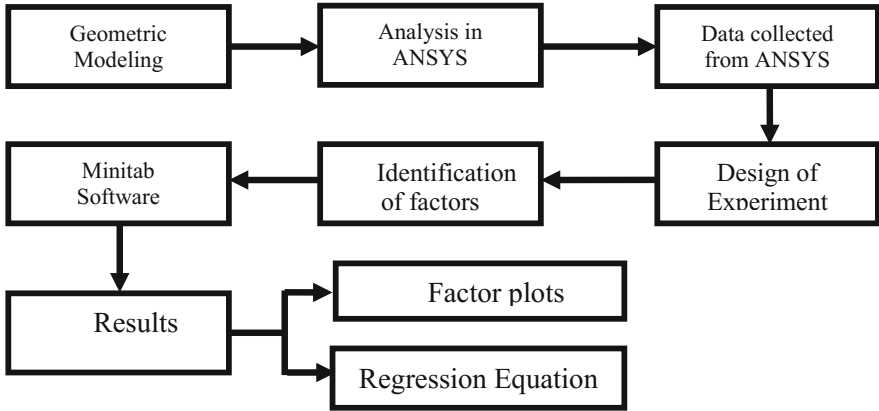 Geometric
Modeling
Analysis in
ANSYS
Data collected
from ANSYS
Minitab
Software
Identification
of factors
Design of
Experiment
Results
Factor plots
Regression Equation